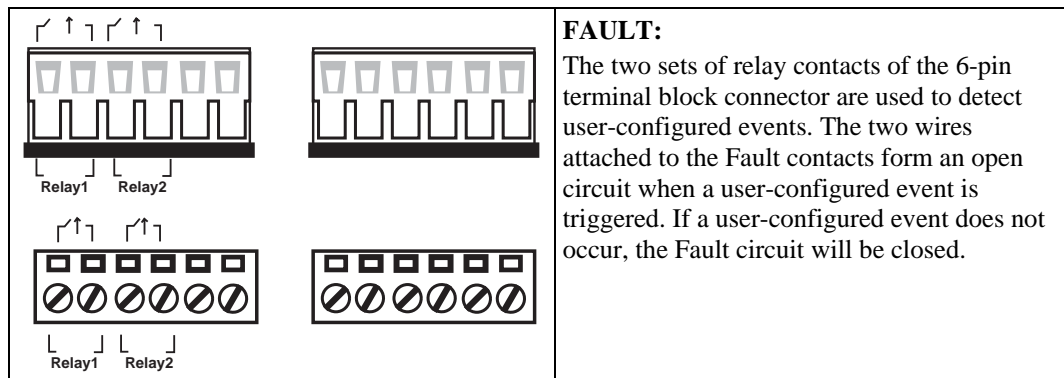 Relay1 Relay2
Relay1 Relay2
FAULT:
The two sets of relay contacts of the 6-pin
terminal block connector are used to detect
user-configured events. The two wires
attached to the Fault contacts form an open
circuit when a user-configured event is
triggered. If a user-configured event does not
occur, the Fault circuit will be closed.